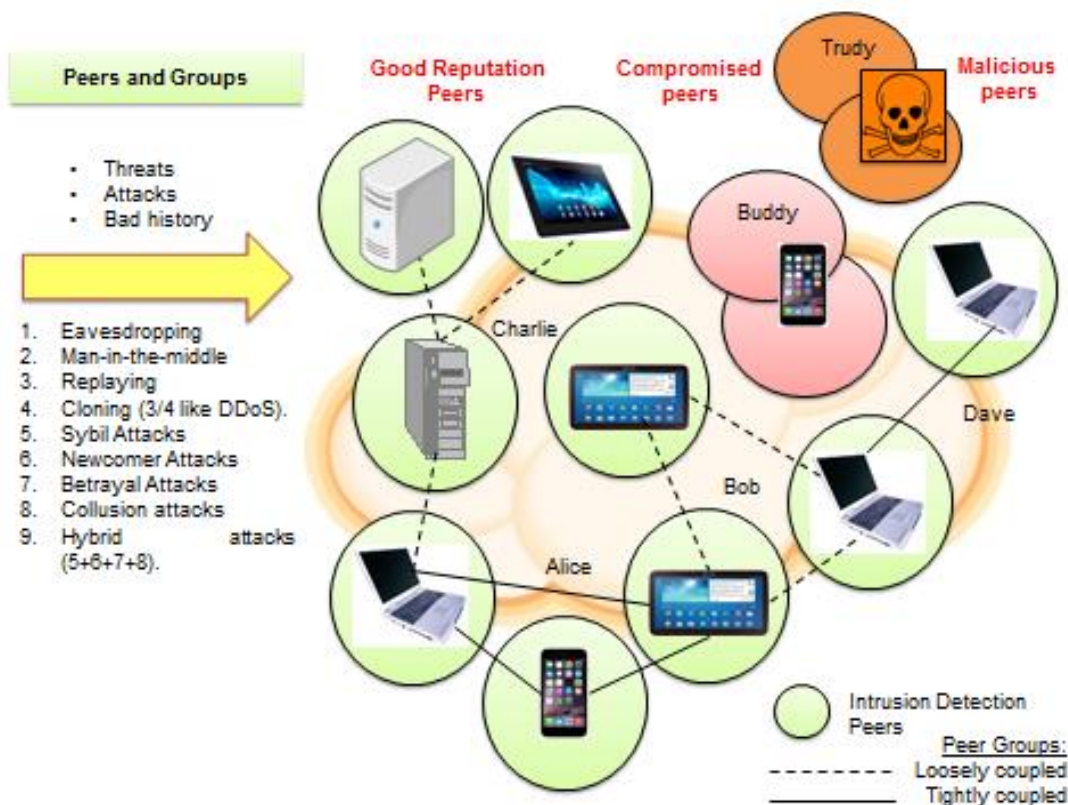 Peers and Groups
• Threats
• Attacks
• Bad history
1. Eavesdropping
2. Man-in-the-middle
3. Replaying
4. Cloning (3/4 like DDoS).
5. Sybil Attacks
6. Newcomer Attacks
7. Betrayal Attacks
8. Collusion attacks
9. Hybrid attacks
(5+6+7+8).
Good Reputation
Peers
Compromised
peers
Trudy
Malicious
peers
Buddy
Charlie
Dave
Bob
Alice
Intrusion Detection
Peers
Peer Groups:
Loosely coupled
Tightly coupled